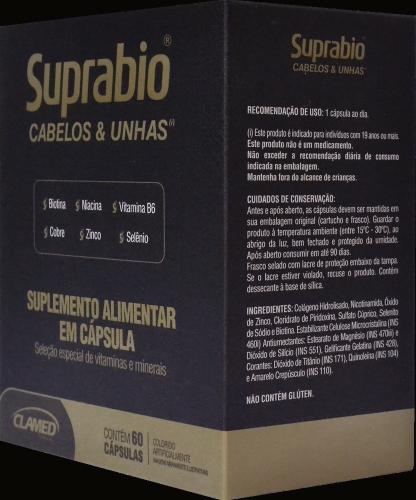 Suprabio®
CABELOS & UNHAS(i)
Biotina
Niacina
Vitamina B6
Cobre
Zinco
Selênio
SUPLEMENTO ALIMENTAR
EM CÁPSULA
Seleção especial de vitaminas e minerais
CLAMED
CONTÉM 60
CÁPSULAS
COLORIDO
ARTIFICIALMENTE
Suprabio
CABELOS & UNHAS
RECOMENDAÇÃO DE USO: 1 cápsula ao dia.
(i) Este produto é indicado para indivíduos com 19 anos ou mais.
Este produto não é um medicamento.
Não exceder a recomendação diária de consumo
indicada na embalagem.
Mantenha fora do alcance de crianças.
CUIDADOS DE CONSERVAÇÃO:
Antes e após aberto, as cápsulas devem ser mantidas em
sua embalagem original (cartucho e frasco). Guardar o
produto à temperatura ambiente (entre 15ºC - 30ºC), ao
abrigo da luz, bem fechado e protegido da umidade.
Após aberto consumir em até 90 dias.
Frasco selado com lacre de proteção embaixo da tampa.
Se o lacre estiver violado, recuse o produto. Contém
dessecante à base de sílica.
INGREDIENTES: Colágeno Hidrolisado, Nicotinamida, Óxido
de Zinco, Cloridrato de Piridoxina, Sulfato Cúprico, Selenito
de Sódio e Biotina. Estabilizante Celulose Microcristalina (INS
460i) Antiumectantes: Estearato de Magnésio (INS 470iii) e
Dióxido de Silício (INS 551), Gelificante Gelatina (INS 428),
Corantes: Dióxido de Titânio (INS 171), Quinoleína (INS 104)
e Amarelo Crepúsculo (INS 110).
NÃO CONTÉM GLÚTEN.